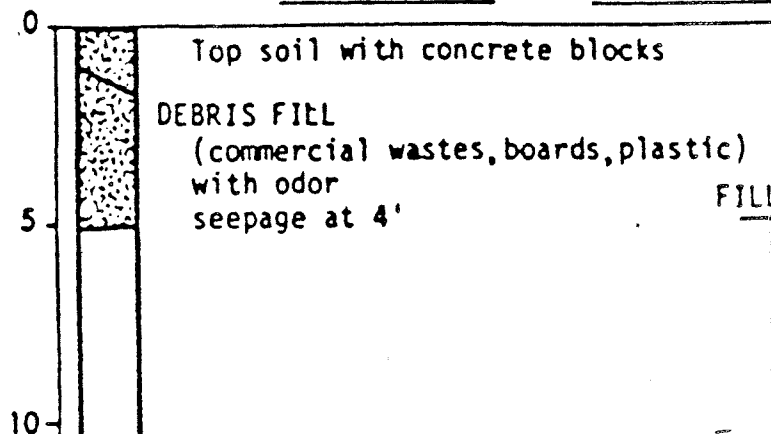 0
Top soil with concrete blocks
DEBRIS FILL
(commercial wastes, boards, plastic)
with odor
seepage at 4'
FILL
5
10